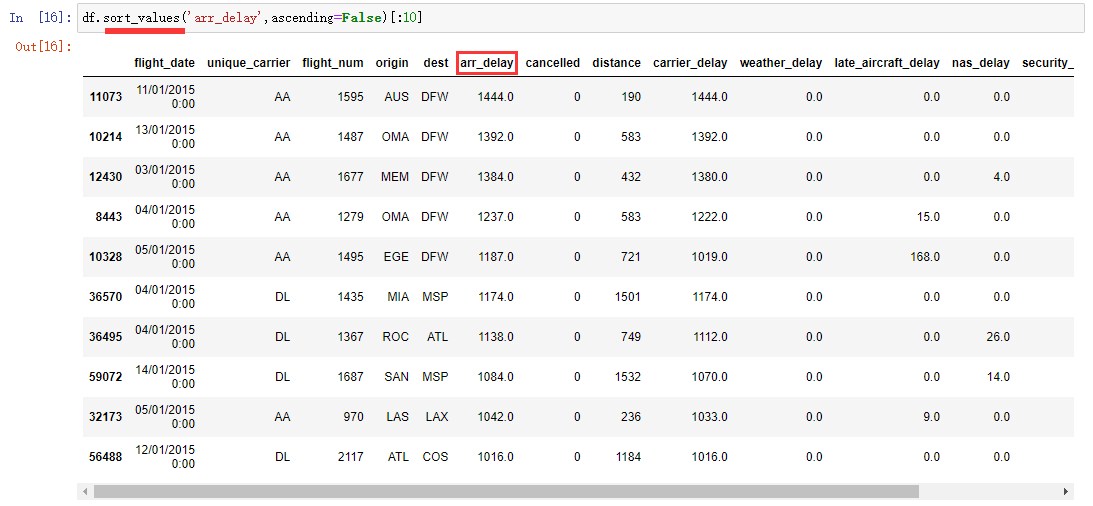 In [16]: df.sort_values('arr_delay',ascending=False)[:10]
Out[16]:
flight_date unique_carrier flight_num origin dest arr_delay cancelled distance carrier_delay weather_delay late_aircraft_delay nas_delay security_
11073 11/01/2015 0:00 AA 1595 AUS DFW 1444.0 0 190 1444.0 0.0 0.0 0.0
10214 13/01/2015 0:00 AA 1487 OMA DFW 1392.0 0 583 1392.0 0.0 0.0 0.0
12430 03/01/2015 0:00 AA 1677 MEM DFW 1384.0 0 432 1380.0 0.0 0.0 4.0
8443 04/01/2015 0:00 AA 1279 OMA DFW 1237.0 0 583 1222.0 0.0 15.0 0.0
10328 05/01/2015 0:00 AA 1495 EGE DFW 1187.0 0 721 1019.0 0.0 168.0 0.0
36570 04/01/2015 0:00 DL 1435 MIA MSP 1174.0 0 1501 1174.0 0.0 0.0 0.0
36495 04/01/2015 0:00 DL 1367 ROC ATL 1138.0 0 749 1112.0 0.0 0.0 26.0
59072 14/01/2015 0:00 DL 1687 SAN MSP 1084.0 0 1532 1070.0 0.0 0.0 14.0
32173 05/01/2015 0:00 AA 970 LAS LAX 1042.0 0 236 1033.0 0.0 9.0 0.0
56488 12/01/2015 0:00 DL 2117 ATL COS 1016.0 0 1184 1016.0 0.0 0.0 0.0